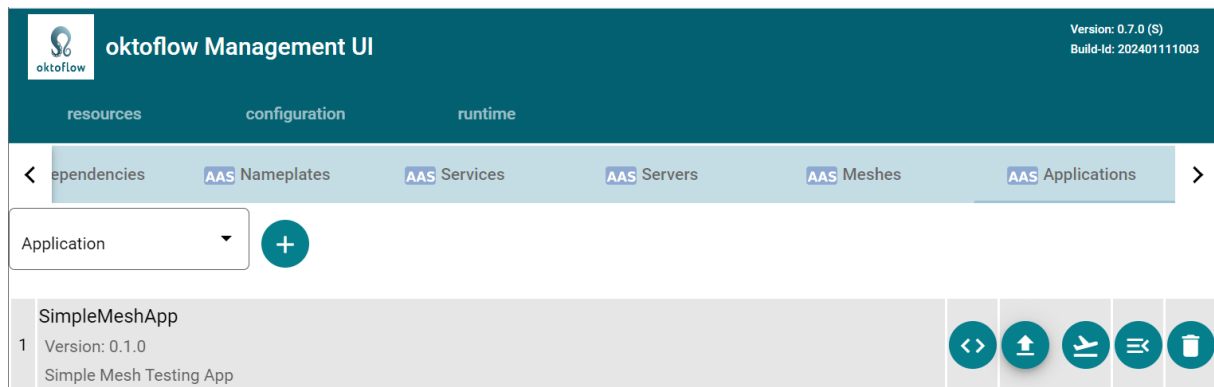 oktoflow
oktoflow Management UI
Version: 0.7.0 (S)
Build-Id: 202401111003
resources configuration runtime
ependencies AAS Nameplates AAS Services AAS Servers AAS Meshes AAS Applications
Application
1
SimpleMeshApp
Version: 0.1.0
Simple Mesh Testing App